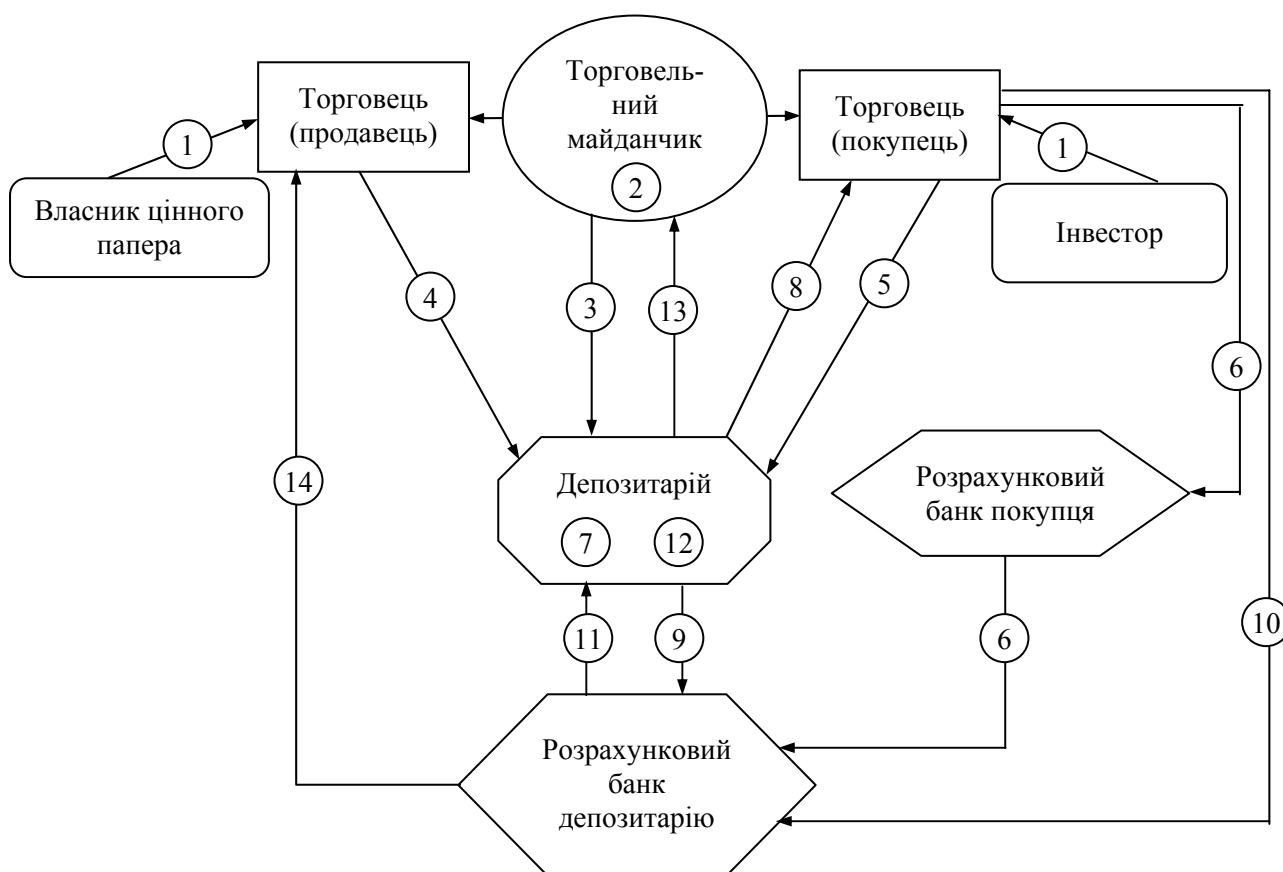 Торговець
(продавець)
Торговель-
ний
майданчик
2
Торговець
(покупець)
1
1
Власник цінного
папера
Інвестор
4
3
13
8
5
6
14
Депозитарій
7
12
Розрахунковий
банк покупця
11
9
6
10
Розрахунковий
банк
депозитарію